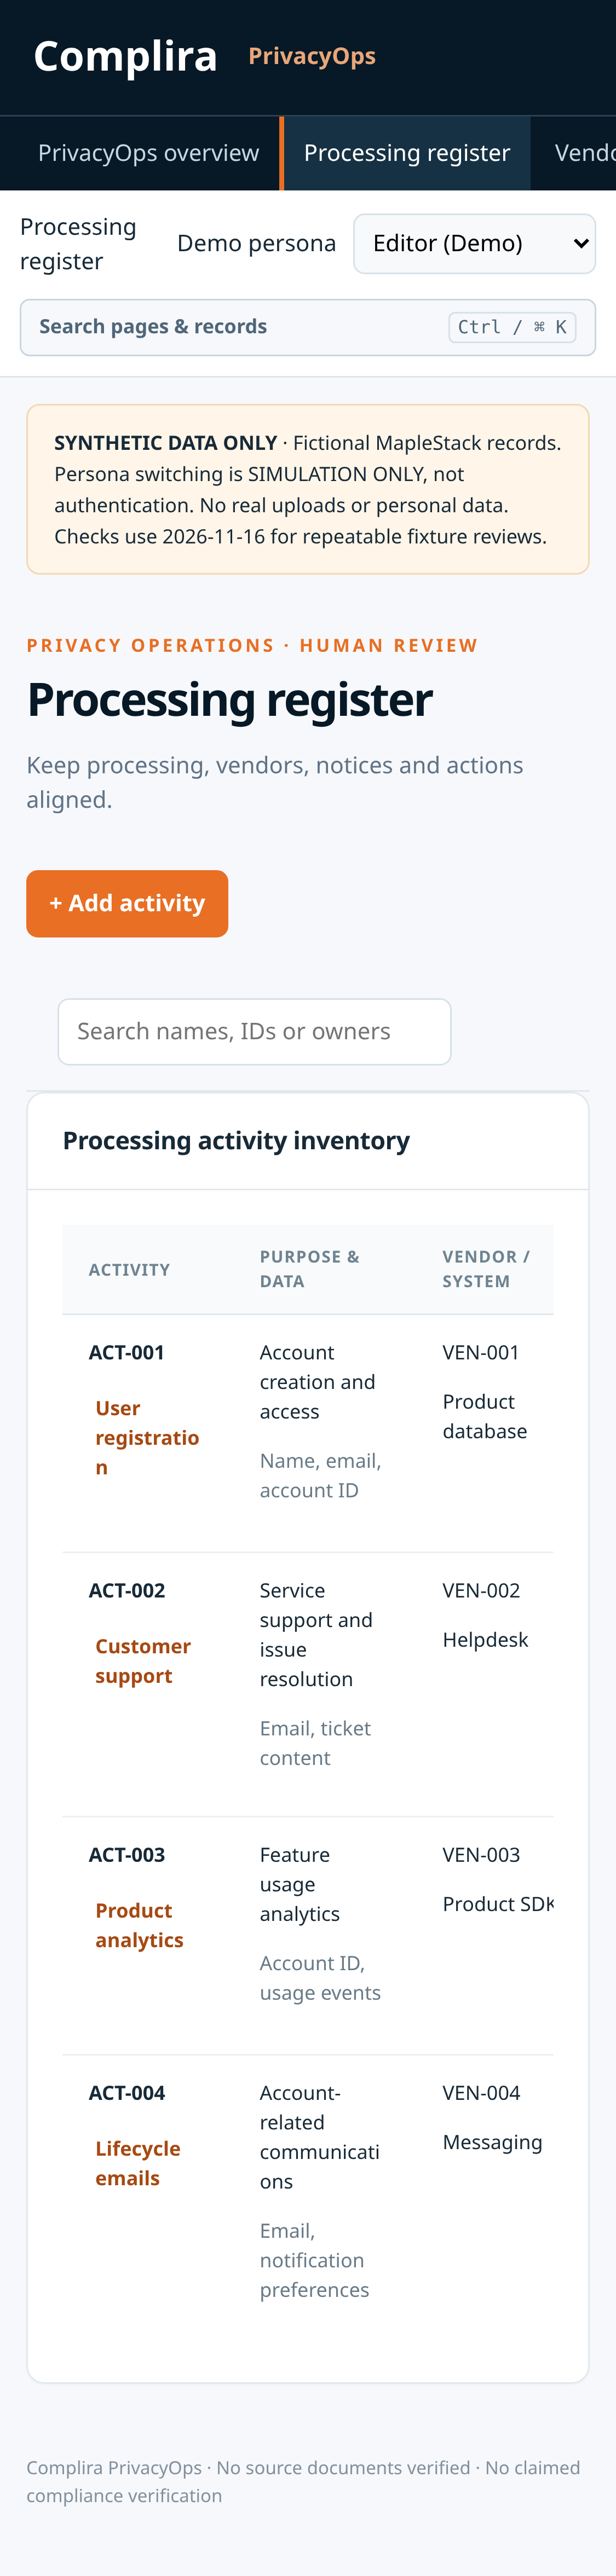 Complira PrivacyOps
PrivacyOps overview Processing register Vendo
Processing
register
Demo persona Editor (Demo)
Search pages & records Ctrl / ⌘ K
SYNTHETIC DATA ONLY · Fictional MapleStack records.
Persona switching is SIMULATION ONLY, not
authentication. No real uploads or personal data.
Checks use 2026-11-16 for repeatable fixture reviews.
PRIVACY OPERATIONS · HUMAN REVIEW
Processing register
Keep processing, vendors, notices and actions
aligned.
+ Add activity
Search names, IDs or owners
Processing activity inventory
ACTIVITY
PURPOSE &
DATA
VENDOR /
SYSTEM
ACT-001
User
registratio
n
Account
creation and
access
Name, email,
account ID
VEN-001
Product
database
ACT-002
Customer
support
Service
support and
issue
resolution
Email, ticket
content
VEN-002
Helpdesk
ACT-003
Product
analytics
Feature
usage
analytics
Account ID,
usage events
VEN-003
Product SDK
ACT-004
Lifecycle
emails
Account-
related
communicati
ons
Email,
notification
preferences
VEN-004
Messaging
Complira PrivacyOps · No source documents verified · No claimed
compliance verification